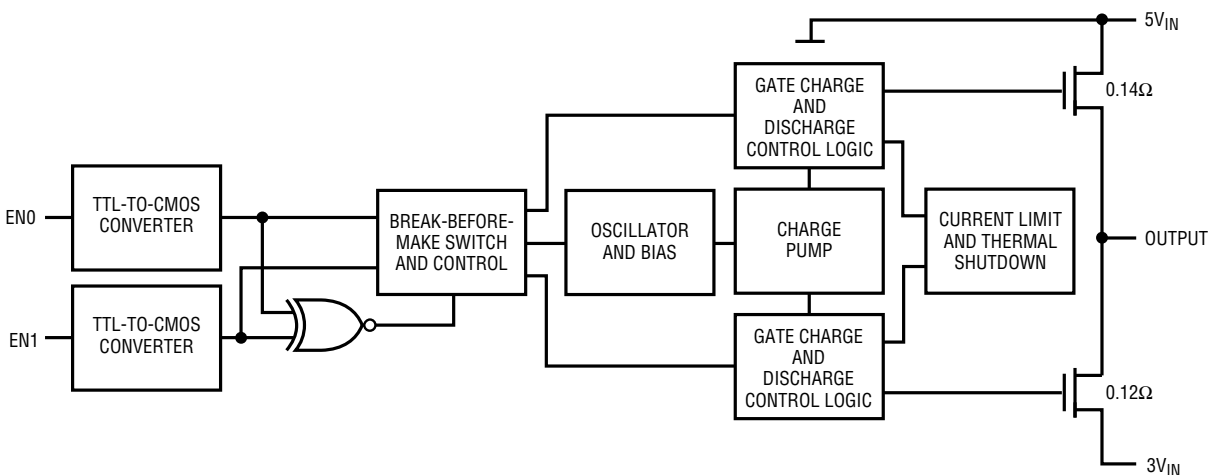 5VIN
GATE CHARGE
AND
DISCHARGE
CONTROL LOGIC
0.14Ω
EN0
TTL-TO-CMOS
CONVERTER
BREAK-BEFORE-
MAKE SWITCH
AND CONTROL
OSCILLATOR
AND BIAS
CHARGE
PUMP
CURRENT LIMIT
AND THERMAL
SHUTDOWN
OUTPUT
EN1
TTL-TO-CMOS
CONVERTER
GATE CHARGE
AND
DISCHARGE
CONTROL LOGIC
0.12Ω
3VIN